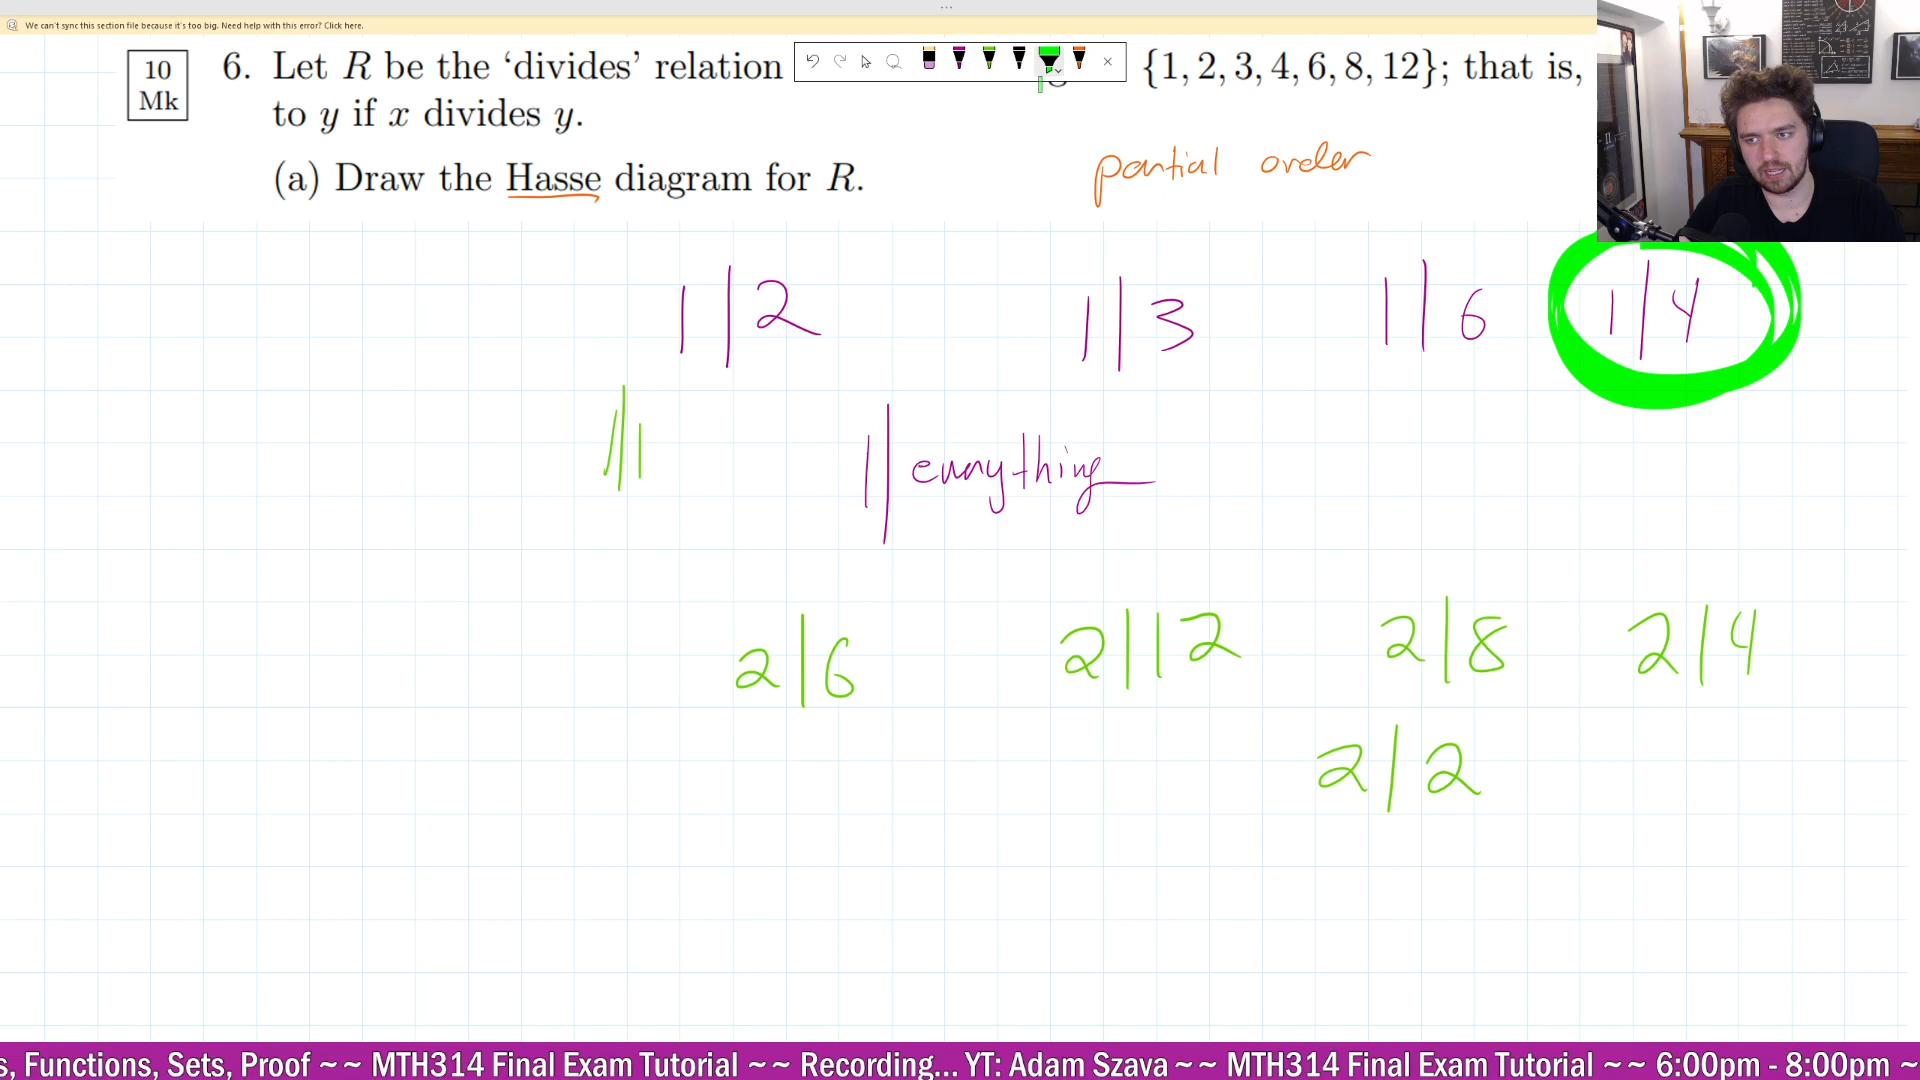 We can't sync this section file because it's too big. Need help with this error? Click here.
10
Mk
6. Let R be the ‘divides’ relation {1, 2, 3, 4, 6, 8, 12}; that is,
to y if x divides y.
(a) Draw the Hasse diagram for R.
partial order
1|2 1|3 1|6 1|4
1|1
1|everything
2|6 2|12 2|8 2|4
2|2
s, Functions, Sets, Proof ~~ MTH314 Final Exam Tutorial ~~ Recording... YT: Adam Szava ~~ MTH314 Final Exam Tutorial ~~ 6:00pm - 8:00pm ~